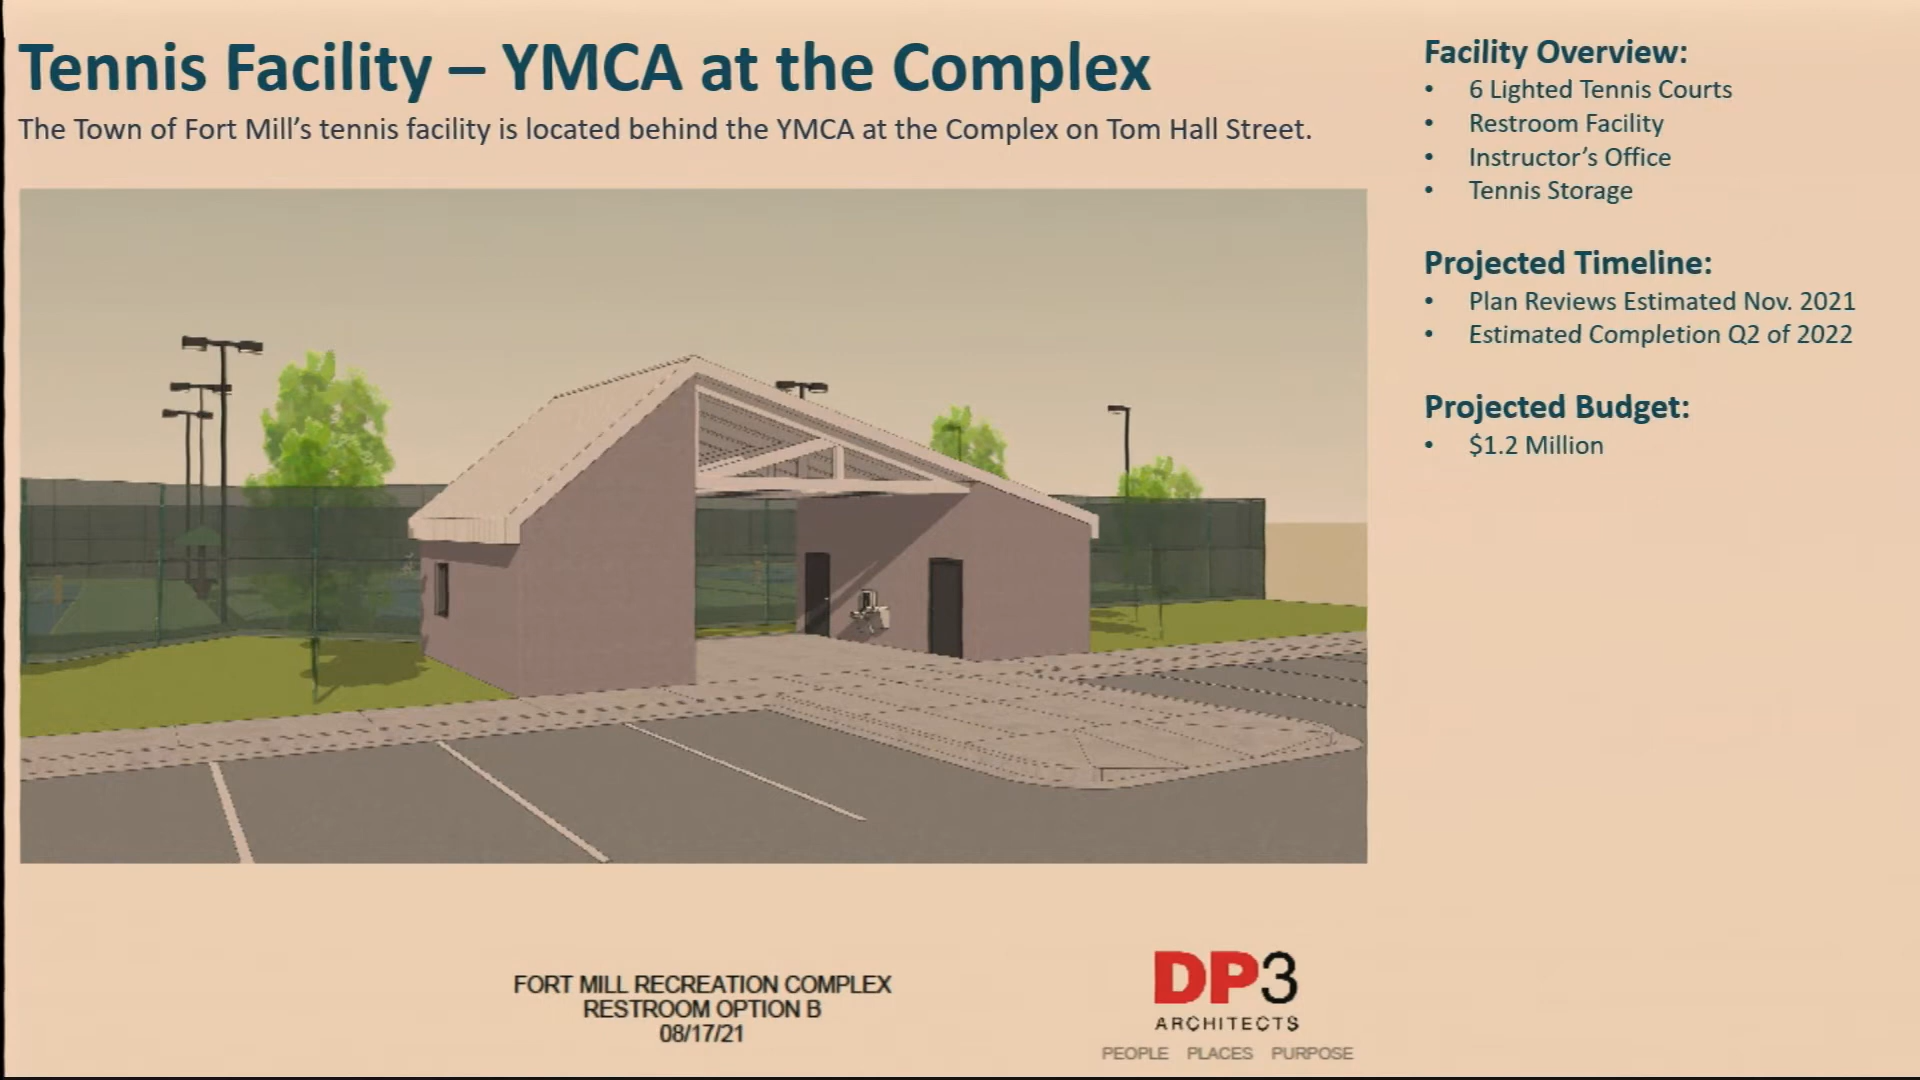 Tennis Facility – YMCA at the Complex
The Town of Fort Mill's tennis facility is located behind the YMCA at the Complex on Tom Hall Street.
Facility Overview:
• 6 Lighted Tennis Courts
• Restroom Facility
• Instructor's Office
• Tennis Storage
Projected Timeline:
• Plan Reviews Estimated Nov. 2021
• Estimated Completion Q2 of 2022
Projected Budget:
• $1.2 Million
FORT MILL RECREATION COMPLEX
RESTROOM OPTION B
08/17/21
DP3
ARCHITECTS
PEOPLE PLACES PURPOSE